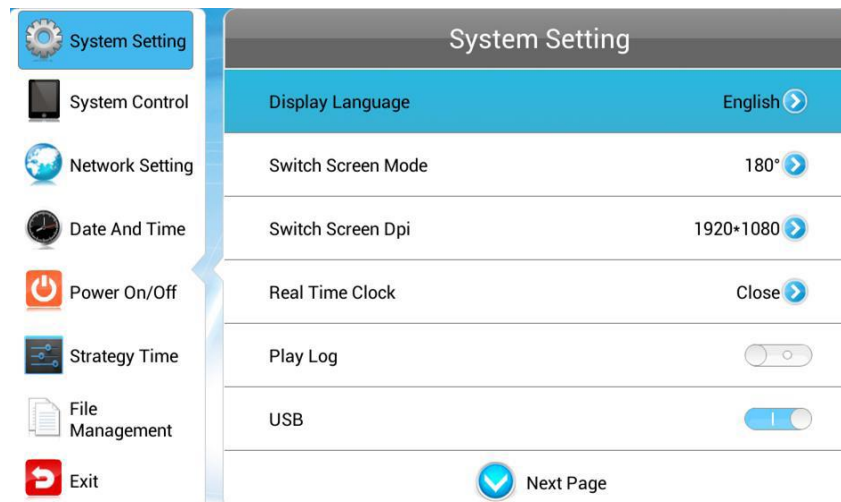 System Setting
System Control
Network Setting
Date And Time
Power On/Off
Strategy Time
File
Management
Exit
System Setting
Display Language English
Switch Screen Mode 180°
Switch Screen Dpi 1920*1080
Real Time Clock Close
Play Log
USB
Next Page